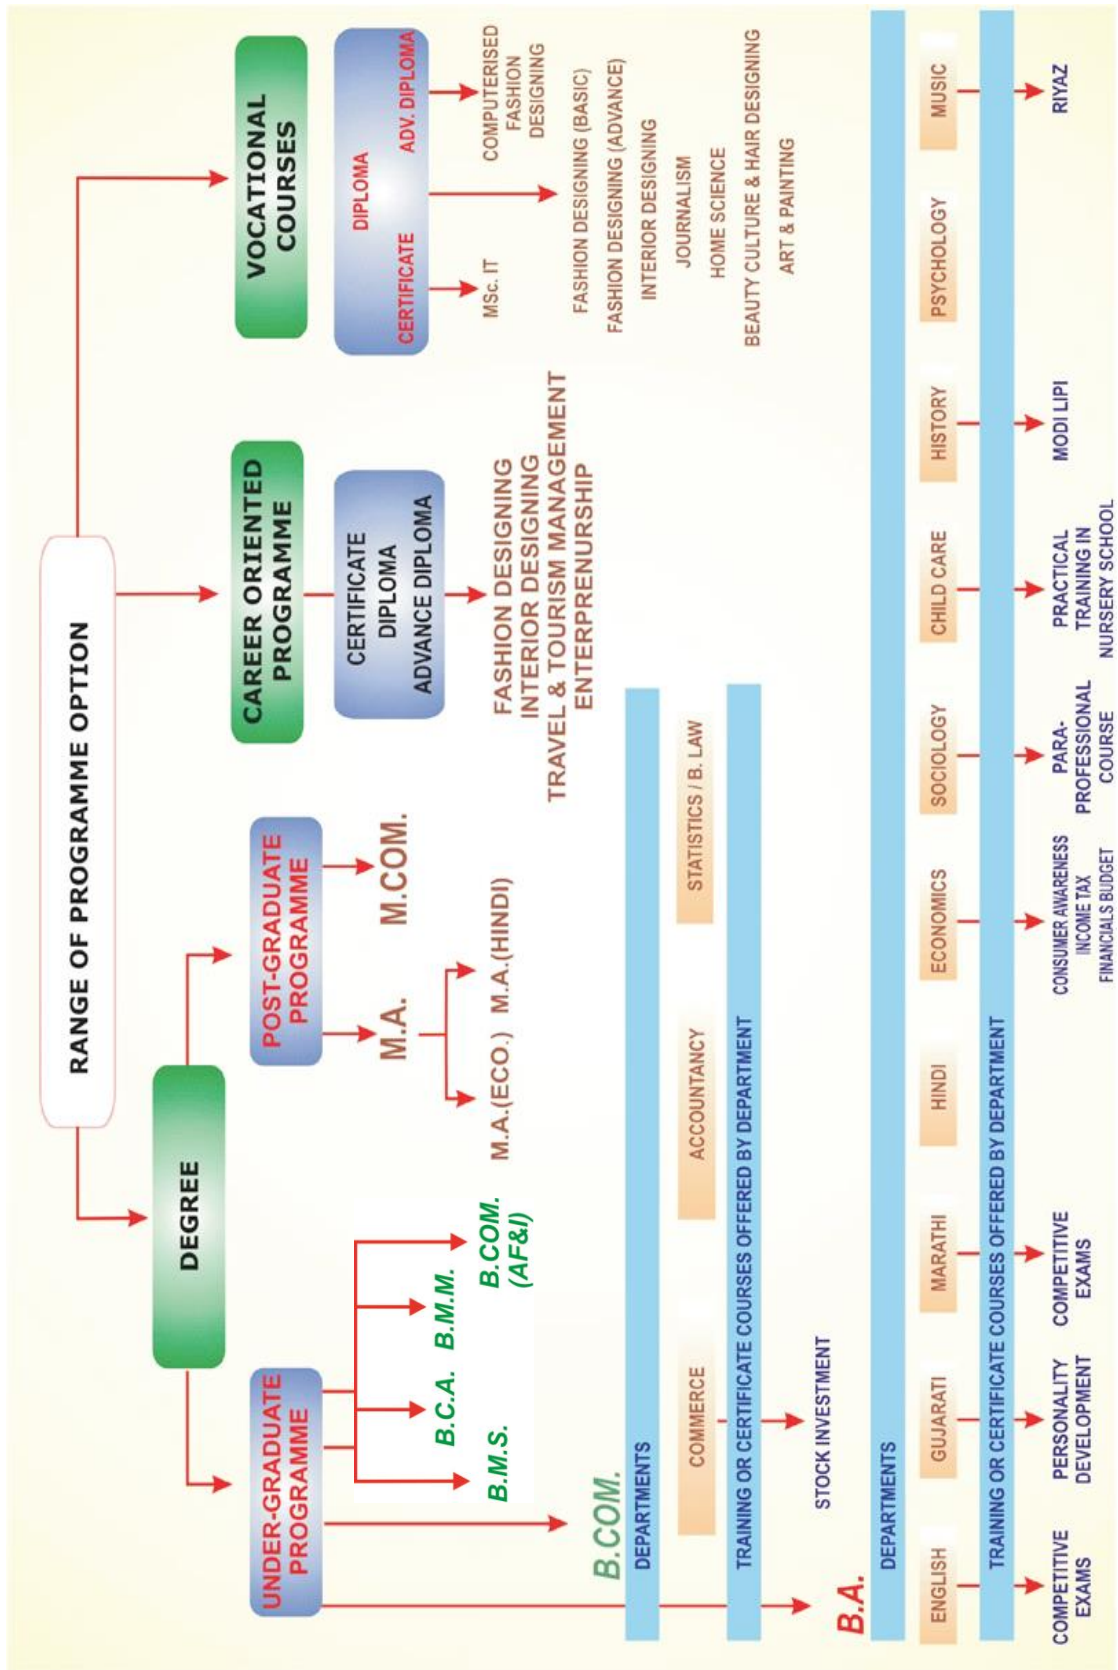 RANGE OF PROGRAMME OPTION
DEGREE
UNDER-GRADUATE
PROGRAMME
B.M.S.
B.C.A.
B.M.M.
B.COM.
(AF&I)
POST-GRADUATE
PROGRAMME
M.A.
M.COM.
M.A.(ECO.)
M.A.(HINDI)
CAREER ORIENTED
PROGRAMME
CERTIFICATE
DIPLOMA
ADVANCE DIPLOMA
FASHION DESIGNING
INTERIOR DESIGNING
TRAVEL & TOURISM MANAGEMENT
ENTERPRENURSHIP
VOCATIONAL
COURSES
DIPLOMA
CERTIFICATE
ADV. DIPLOMA
MSc. IT
COMPUTERISED
FASHION
DESIGNING
FASHION DESIGNING (BASIC)
FASHION DESIGNING (ADVANCE)
INTERIOR DESIGNING
JOURNALISM
HOME SCIENCE
BEAUTY CULTURE & HAIR DESIGNING
ART & PAINTING
B.COM.
DEPARTMENTS
COMMERCE
ACCOUNTANCY
STATISTICS / B. LAW
TRAINING OR CERTIFICATE COURSES OFFERED BY DEPARTMENT
STOCK INVESTMENT
B.A.
DEPARTMENTS
ENGLISH
GUJARATI
MARATHI
HINDI
ECONOMICS
SOCIOLOGY
CHILD CARE
HISTORY
PSYCHOLOGY
MUSIC
TRAINING OR CERTIFICATE COURSES OFFERED BY DEPARTMENT
COMPETITIVE
EXAMS
PERSONALITY
DEVELOPMENT
COMPETITIVE
EXAMS
CONSUMER AWARENESS
INCOME TAX
FINANCIALS BUDGET
PARA-
PROFESSIONAL
COURSE
PRACTICAL
TRAINING IN
NURSERY SCHOOL
MODI LIPI
RIYAZ